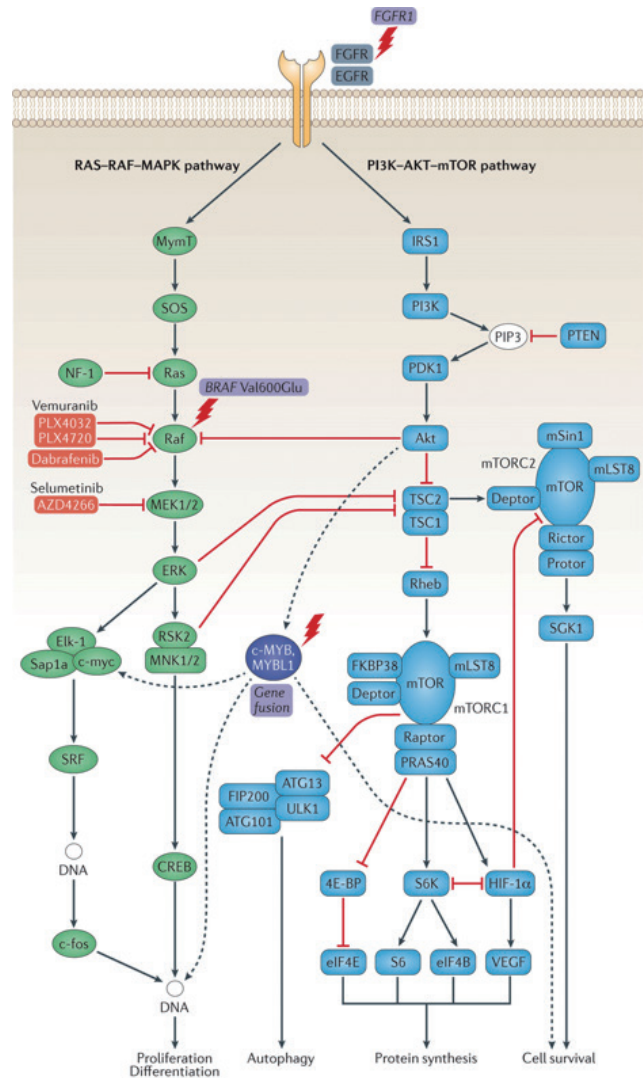 FGFR1
FGFR
EGFR
RAS–RAF–MAPK pathway
PI3K–AKT–mTOR pathway
MymT
IRS1
SOS
PI3K
PIP3
PTEN
NF-1
Ras
PDK1
BRAF Val600Glu
Vemuranib
PLX4032
PLX4720
Dabrafenib
Raf
Akt
mSin1
mTORC2
mLST8
mTOR
Selumetinib
AZD4266
MEK1/2
TSC2
TSC1
Deptor
Rictor
Protor
ERK
Rheb
SGK1
Elk-1
Sap1a
c-myc
RSK2
MNK1/2
c-MYB,
MYBL1
Gene
fusion
FKBP38
mLST8
mTOR
Deptor
mTORC1
Raptor
PRAS40
SRF
ATG13
FIP200
ULK1
ATG101
DNA
CREB
4E-BP
S6K
HIF-1α
c-fos
eIF4E
S6
eIF4B
VEGF
DNA
Proliferation
Differentiation
Autophagy
Protein synthesis
Cell survival